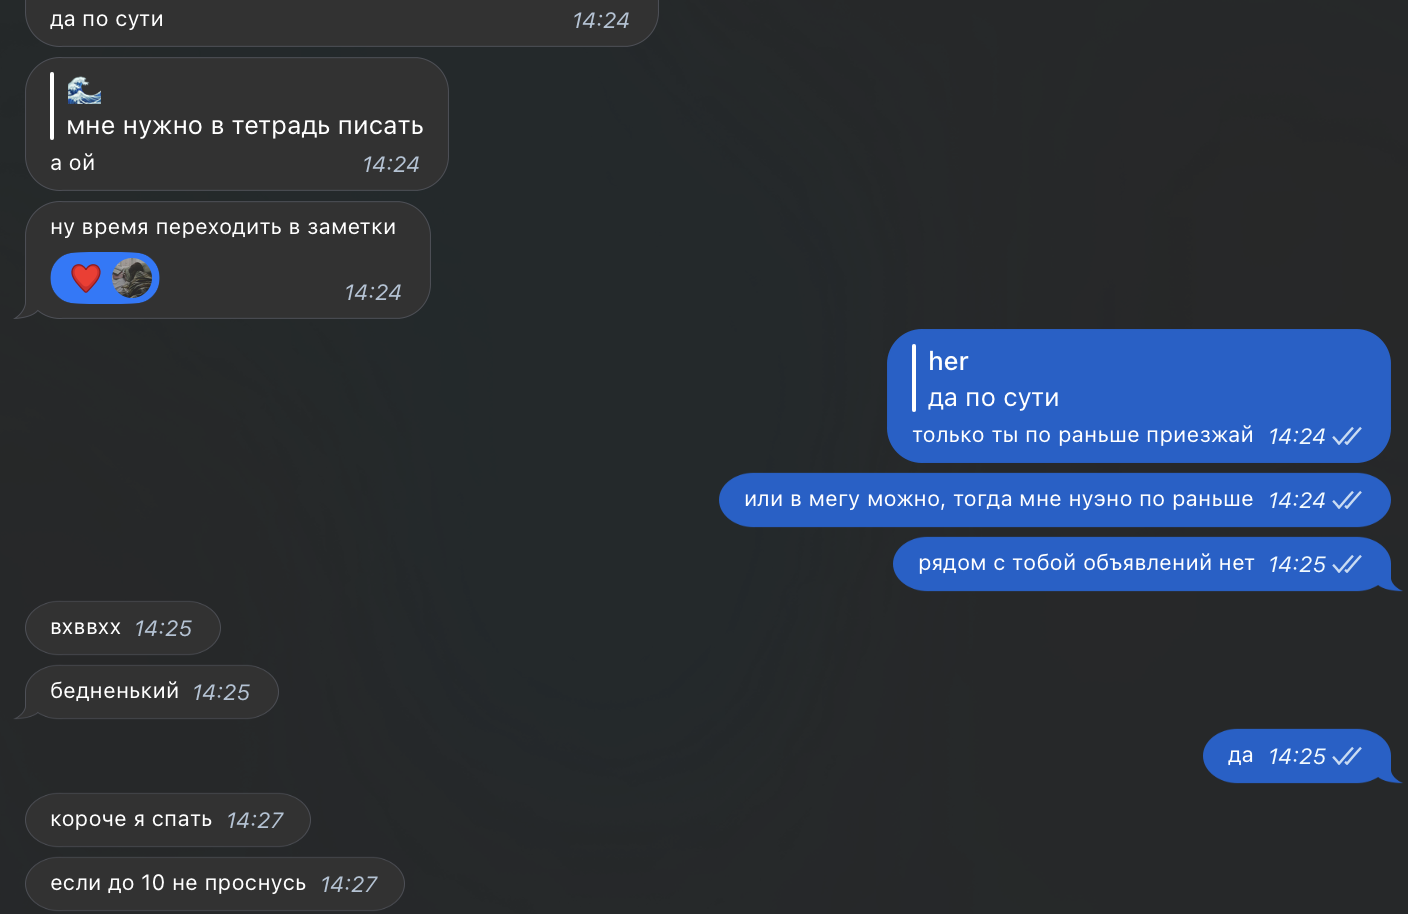 да по сути 14:24
🌊
мне нужно в тетрадь писать
а ой 14:24
ну время переходить в заметки
❤️ 14:24
her
да по сути
только ты по раньше приезжай 14:24
или в мегу можно, тогда мне нуэно по раньше 14:24
рядом с тобой объявлений нет 14:25
вхввхх 14:25
бедненький 14:25
да 14:25
короче я спать 14:27
если до 10 не проснусь 14:27